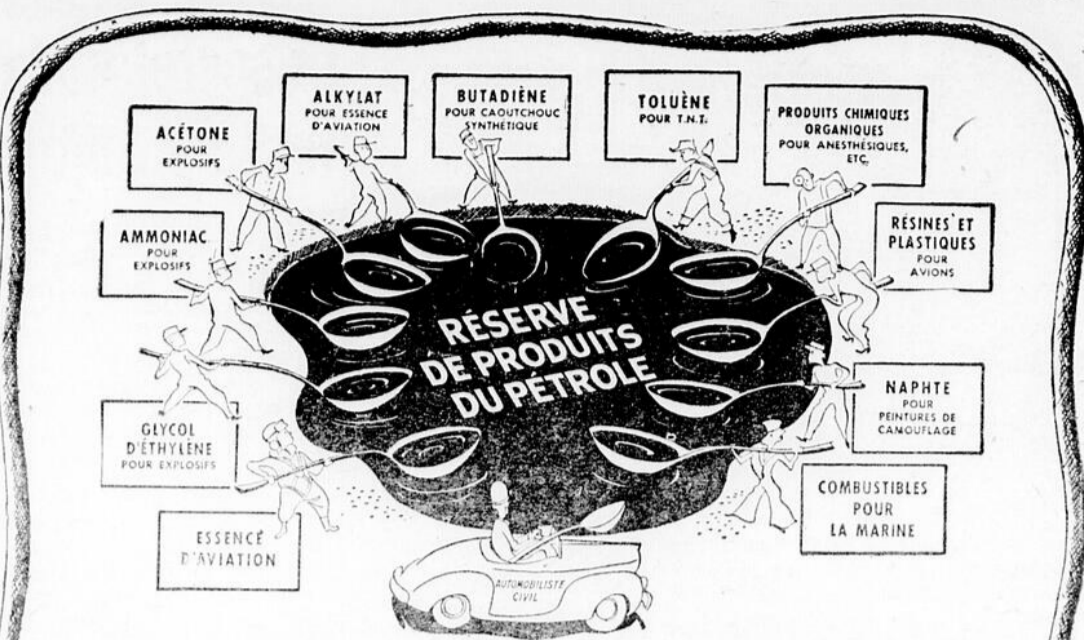 ALKYLAT
POUR ESSENCE
D'AVIATION
BUTADIÈNE
POUR CAOUTCHOUC
SYNTHÉTIQUE
TOLUÈNE
POUR T.N.T.
PRODUITS CHIMIQUES
ORGANIQUES
POUR ANESTHÉSIQUES,
ETC.
ACÉTONE
POUR
EXPLOSIFS
AMMONIAC
POUR
EXPLOSIFS
RÉSINES ET
PLASTIQUES
POUR
AVIONS
RÉSERVE
DE PRODUITS
DU PÉTROLE
GLYCOL
D'ÉTHYLÈNE
POUR EXPLOSIFS
NAPHTE
POUR
PEINTURES DE
CAMOUFLAGE
ESSENCE
D'AVIATION
COMBUSTIBLES
POUR
LA MARINE
AUTOMOBILISTE
CIVIL